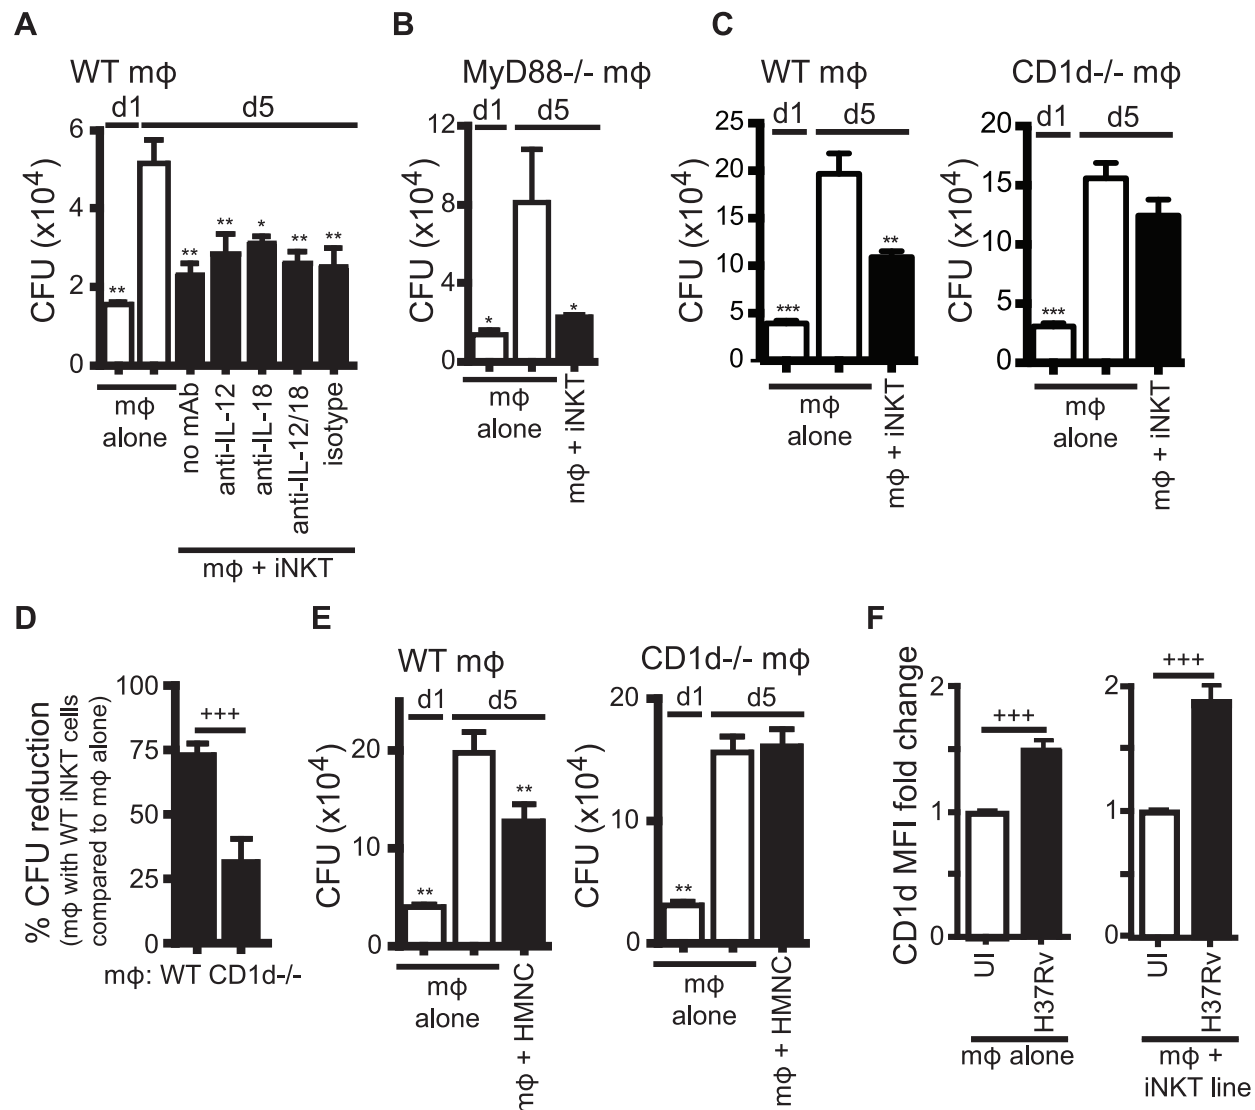 A
WT mφ
d1
d5
CFU (x10⁴)
6
4
2
0
**
**
**
*
**
**
mφ
alone
no mAb
anti-IL-12
anti-IL-18
anti-IL-12/18
isotype
mφ + iNKT
B
MyD88-/- mφ
d1
d5
CFU (x10⁴)
12
8
4
0
*
*
mφ
alone
mφ + iNKT
C
WT mφ
d1
d5
CFU (x10⁴)
25
20
15
10
5
0
***
**
mφ
alone
mφ + iNKT
CD1d-/- mφ
d1
d5
CFU (x10⁴)
20
15
10
5
0
***
mφ
alone
mφ + iNKT
D
% CFU reduction
(mφ with WT iNKT cells
compared to mφ alone)
100
75
50
25
0
+++
mφ: WT CD1d-/-
E
WT mφ
d1
d5
CFU (x10⁴)
20
10
0
**
**
mφ
alone
mφ + HMNC
CD1d-/- mφ
d1
d5
CFU (x10⁴)
20
10
0
**
mφ
alone
mφ + HMNC
F
CD1d MFI fold change
2
1
0
+++
UI
H37Rv
mφ alone
2
1
0
+++
UI
H37Rv
mφ +
iNKT line